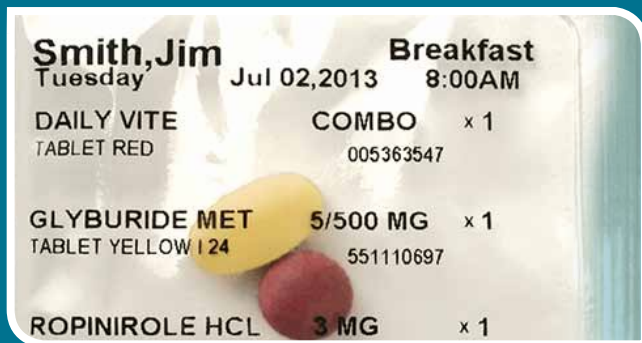 Smith,Jim Breakfast
Tuesday Jul 02,2013 8:00AM
DAILY VITE COMBO x 1
TABLET RED 005363547
GLYBURIDE MET 5/500 MG x 1
TABLET YELLOW I 24 551110697
ROPINIROLE HCL 3 MG x 1